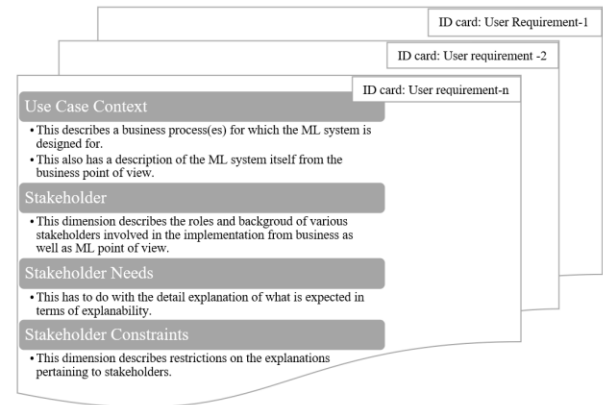 ID card: User Requirement-1
ID card: User requirement -2
ID card: User requirement-n
Use Case Context
• This describes a business process(es) for which the ML system is
designed for.
• This also has a description of the ML system itself from the
business point of view.
Stakeholder
• This dimension describes the roles and backgroud of various
stakeholders involved in the implementation from business as
well as ML point of view.
Stakeholder Needs
• This has to do with the detail explanation of what is expected in
terms of explanability.
Stakeholder Constraints
• This dimension describes restrictions on the explanations
pertaining to stakeholders.